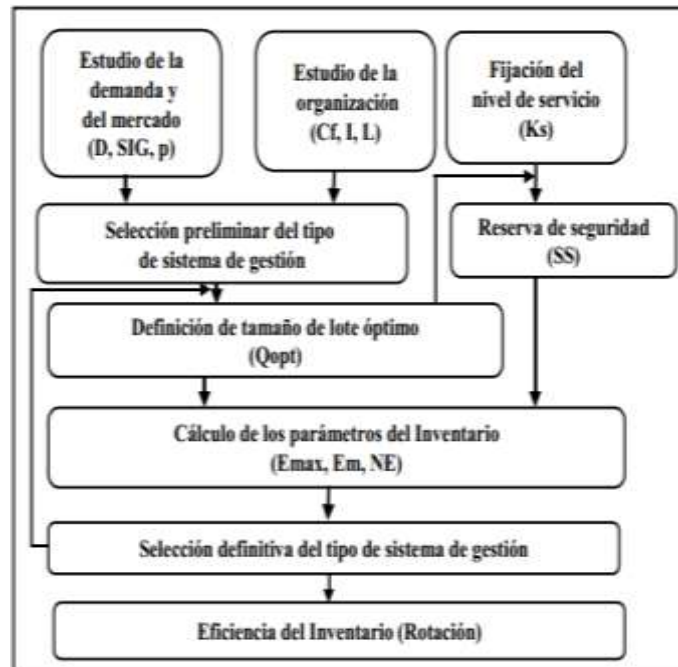 Estudio de la
demanda y
del mercado
(D, SIG, p)
Estudio de la
organización
(Cf, I, L)
Fijación del
nivel de servicio
(Ks)
Selección preliminar del tipo
de sistema de gestión
Reserva de seguridad
(SS)
Definición de tamaño de lote óptimo
(Qopt)
Cálculo de los parámetros del Inventario
(Emax, Em, NE)
Selección definitiva del tipo de sistema de gestión
Eficiencia del Inventario (Rotación)